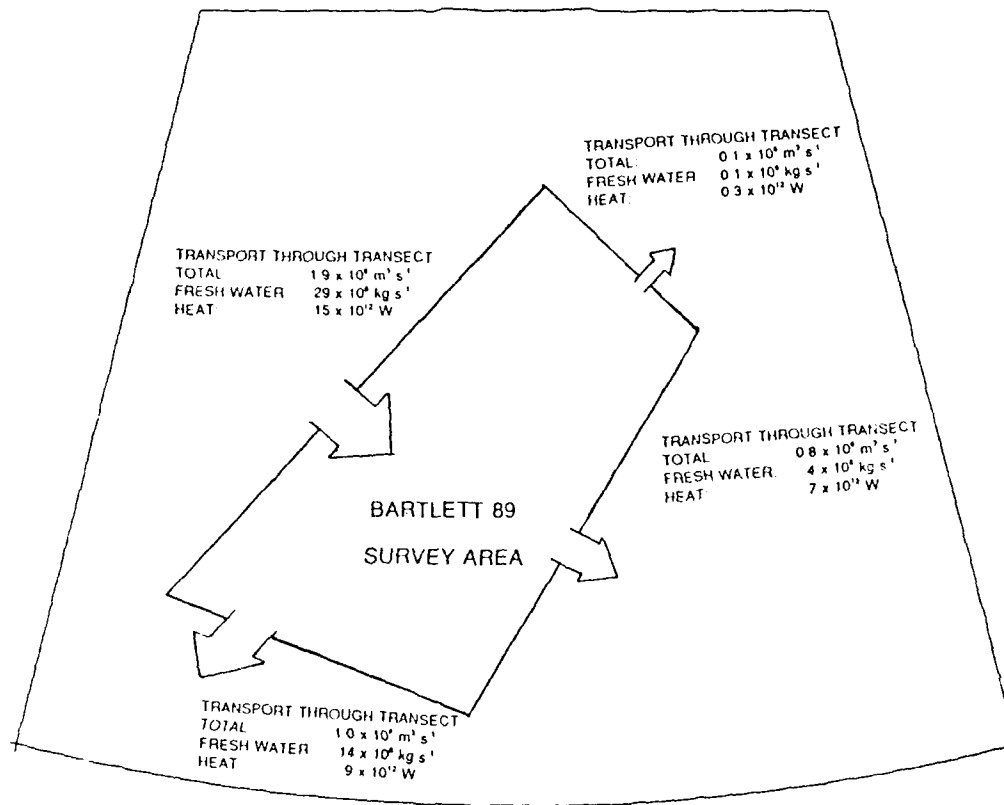 TRANSPORT THROUGH TRANSECT
TOTAL: 0.1 x 10⁶ m³ s⁻¹
FRESH WATER 0.1 x 10⁶ kg s⁻¹
HEAT: 0.3 x 10¹² W
TRANSPORT THROUGH TRANSECT
TOTAL 1.9 x 10⁶ m³ s⁻¹
FRESH WATER 29 x 10⁶ kg s⁻¹
HEAT: 15 x 10¹² W
TRANSPORT THROUGH TRANSECT
TOTAL 0.8 x 10⁶ m³ s⁻¹
FRESH WATER. 4 x 10⁶ kg s⁻¹
HEAT: 7 x 10¹² W
BARTLETT 89
SURVEY AREA
TRANSPORT THROUGH TRANSECT
TOTAL 1.0 x 10⁶ m³ s⁻¹
FRESH WATER 14 x 10⁶ kg s⁻¹
HEAT 9 x 10¹² W